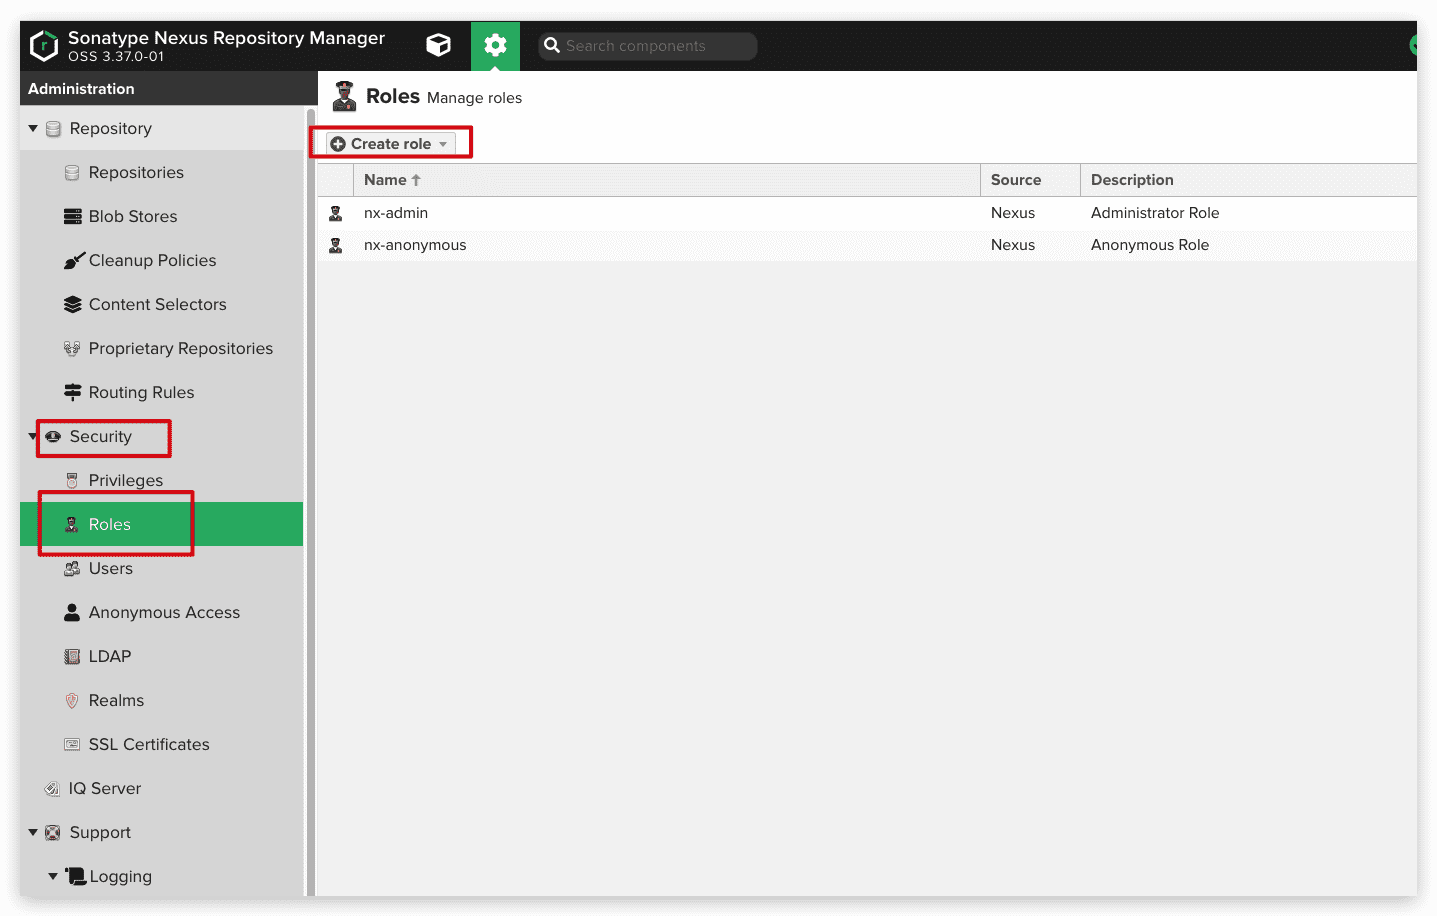 Sonatype Nexus Repository Manager
OSS 3.37.0-01
Search components
Administration
Roles Manage roles
Create role
Name Source Description
nx-admin Nexus Administrator Role
nx-anonymous Nexus Anonymous Role
Repository
Repositories
Blob Stores
Cleanup Policies
Content Selectors
Proprietary Repositories
Routing Rules
Security
Privileges
Roles
Users
Anonymous Access
LDAP
Realms
SSL Certificates
IQ Server
Support
Logging